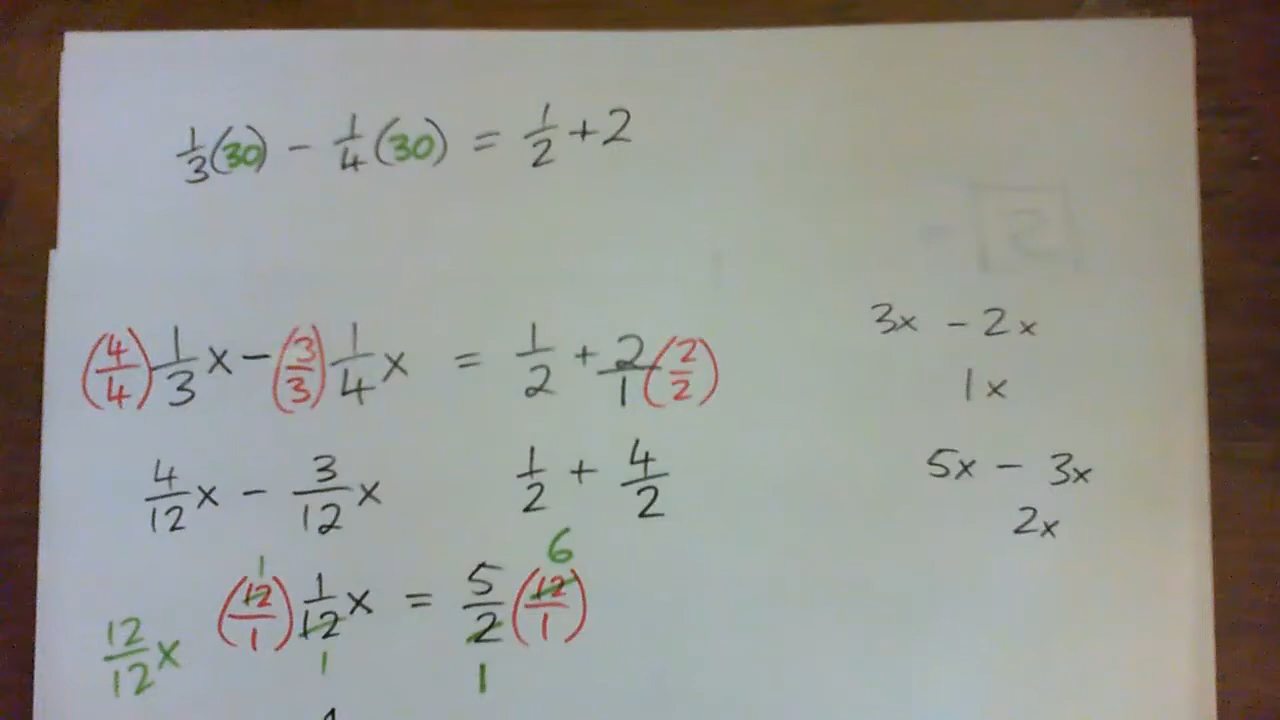 1/3(30) - 1/4(30) = 1/2 + 2
(4/4) 1/3 x - (3/3) 1/4 x = 1/2 + 2/1 (2/2)
4/12 x - 3/12 x 1/2 + 4/2
1 6
(12/1) 1/12 x = 5/2 (12/1)
12/12 x 1 1
3x - 2x
1x
5x - 3x
2x